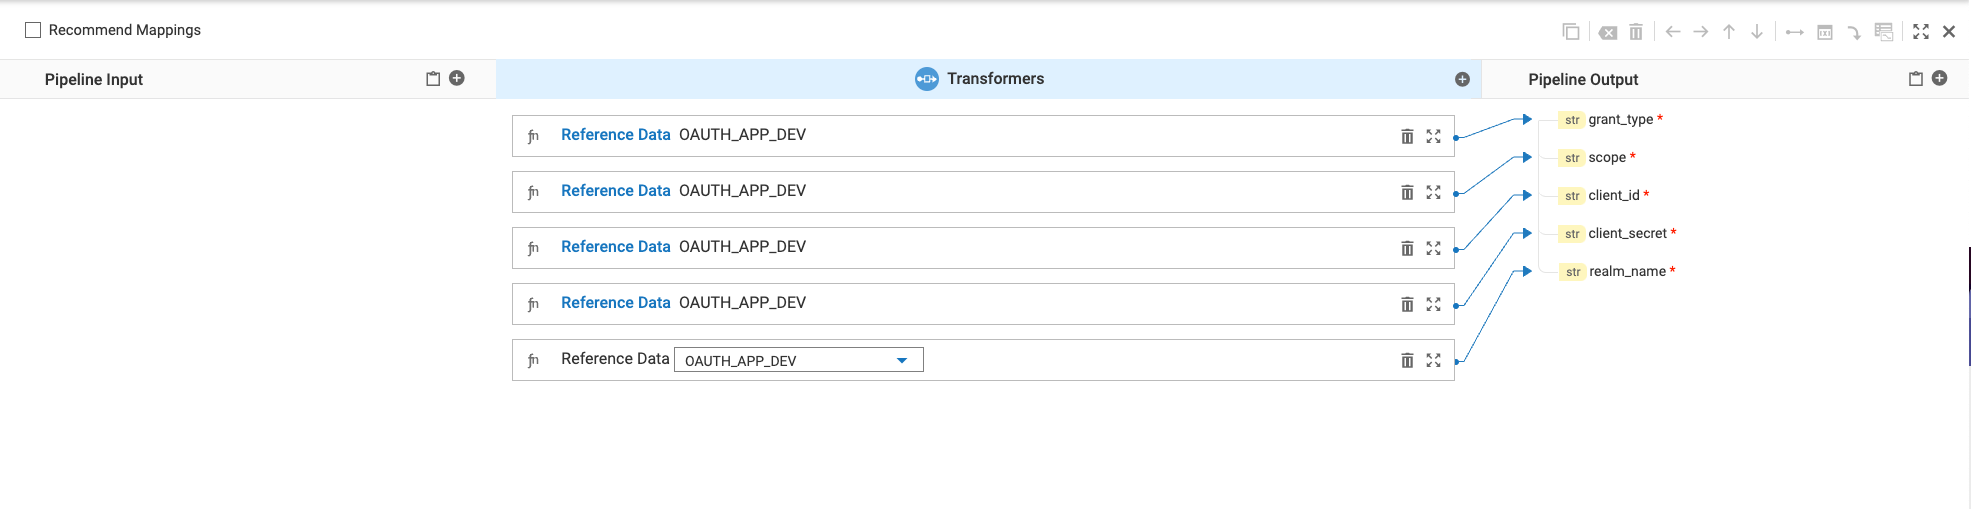 Recommend Mappings
Pipeline Input
Transformers
Pipeline Output
fn Reference Data OAUTH_APP_DEV
str grant_type *
fn Reference Data OAUTH_APP_DEV
str scope *
fn Reference Data OAUTH_APP_DEV
str client_id *
fn Reference Data OAUTH_APP_DEV
str client_secret *
fn Reference Data OAUTH_APP_DEV
str realm_name *